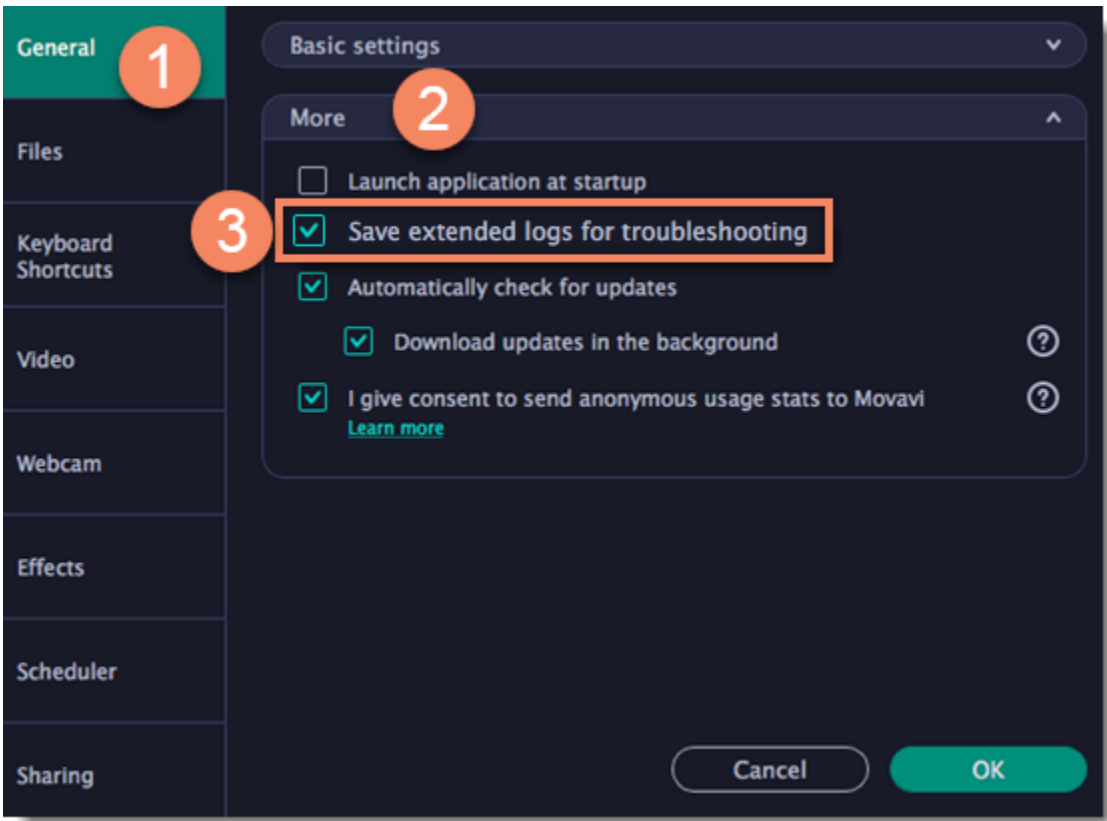 General
1
Files
Keyboard
Shortcuts
Video
Webcam
Effects
Scheduler
Sharing
Basic settings
More
2
Launch application at startup
3
Save extended logs for troubleshooting
Automatically check for updates
Download updates in the background
?
I give consent to send anonymous usage stats to Movavi
?
Learn more
Cancel
OK